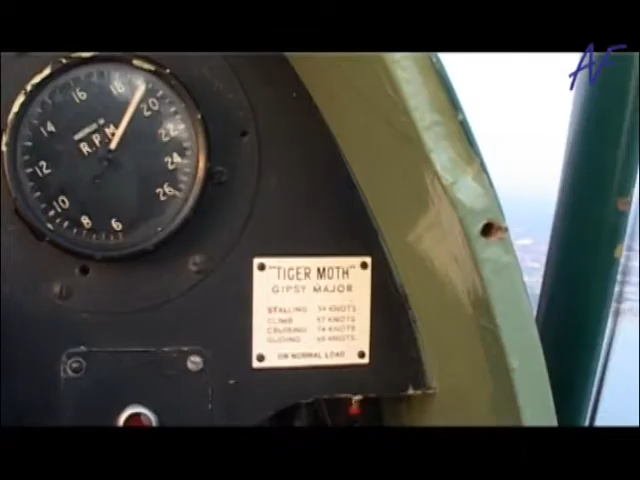 AF
16 18
14 20
R.P.M 22
12 24
10 26
8 6
"TIGER MOTH"
GIPSY MAJOR
STALLING KNOTS
CLIMB KNOTS
CRUISING KNOTS
GLIDING KNOTS.
ON NORMAL LOAD